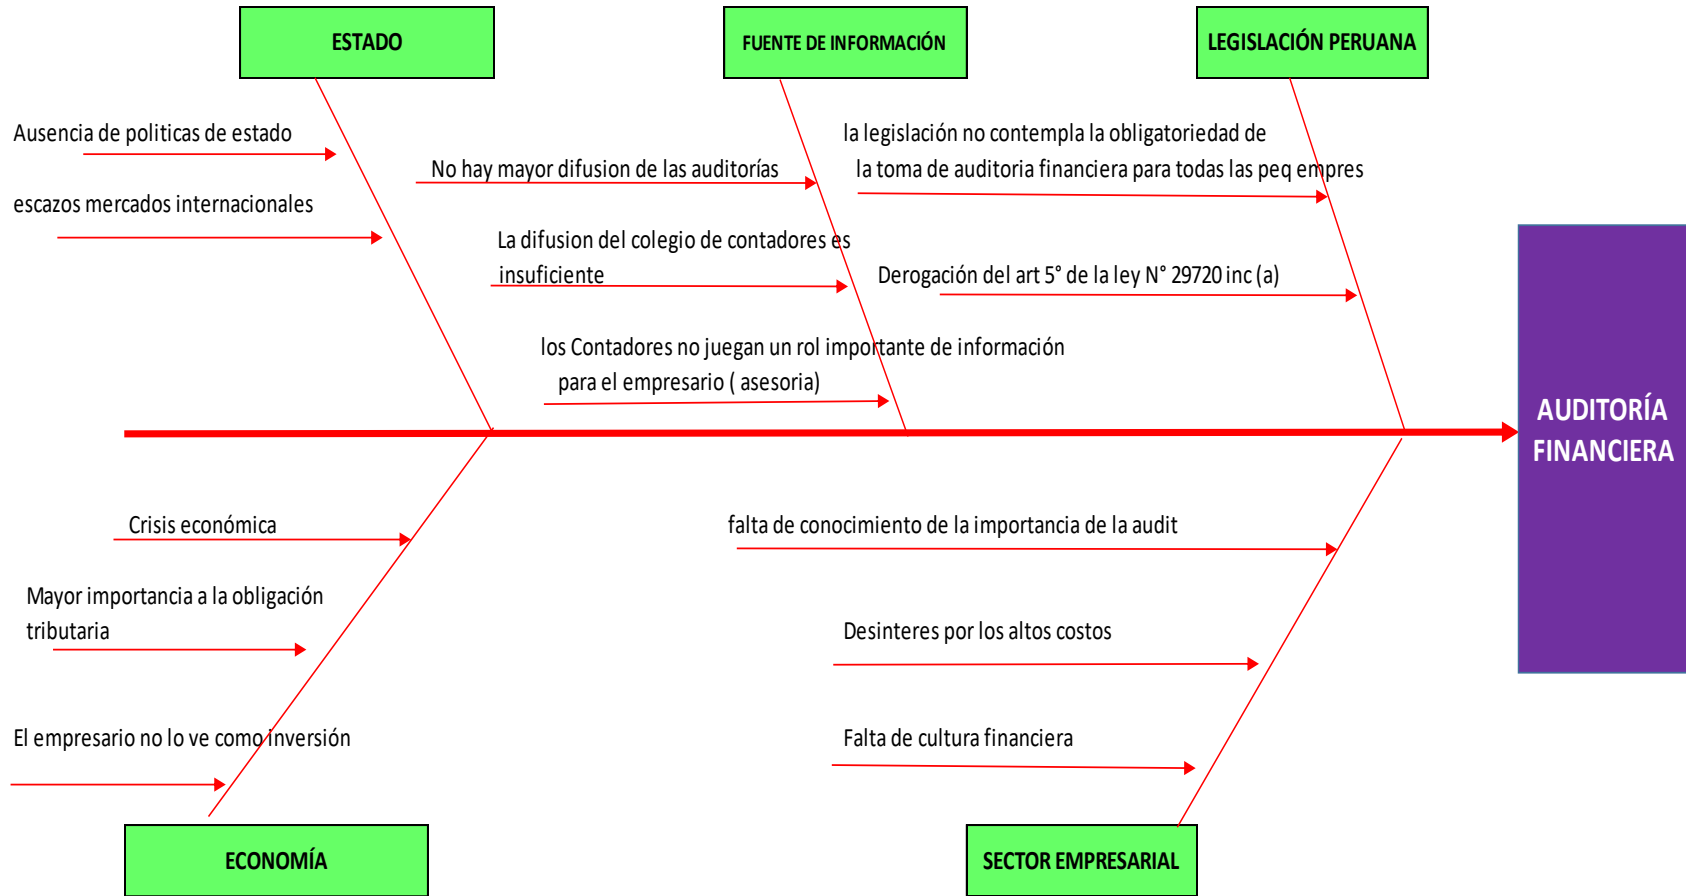 ESTADO
FUENTE DE INFORMACIÓN
LEGISLACIÓN PERUANA
Ausencia de politicas de estado
escazos mercados internacionales
No hay mayor difusion de las auditorías
La difusion del colegio de contadores es
insuficiente
los Contadores no juegan un rol importante de información
para el empresario ( asesoria)
la legislación no contempla la obligatoriedad de
la toma de auditoria financiera para todas las peq empres
Derogación del art 5° de la ley N° 29720 inc (a)
AUDITORÍA
FINANCIERA
Crisis económica
Mayor importancia a la obligación
tributaria
El empresario no lo ve como inversión
falta de conocimiento de la importancia de la audit
Desinteres por los altos costos
Falta de cultura financiera
ECONOMÍA
SECTOR EMPRESARIAL